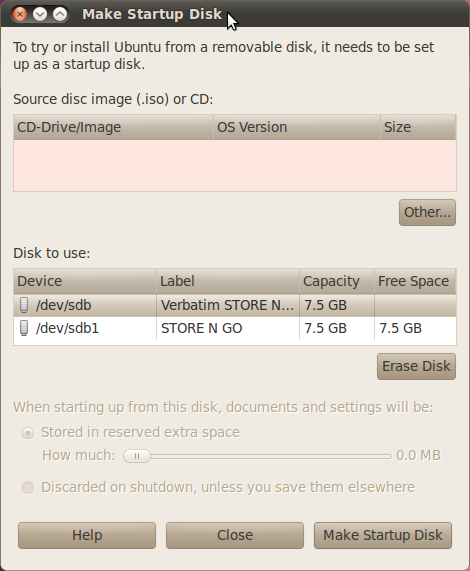 Make Startup Disk
To try or install Ubuntu from a removable disk, it needs to be set
up as a startup disk.
Source disc image (.iso) or CD:
CD-Drive/Image OS Version Size
Other...
Disk to use:
Device Label Capacity Free Space
/dev/sdb Verbatim STORE N... 7.5 GB
/dev/sdb1 STORE N GO 7.5 GB 7.5 GB
Erase Disk
When starting up from this disk, documents and settings will be:
Stored in reserved extra space
How much: 0.0 MB
Discarded on shutdown, unless you save them elsewhere
Help Close Make Startup Disk